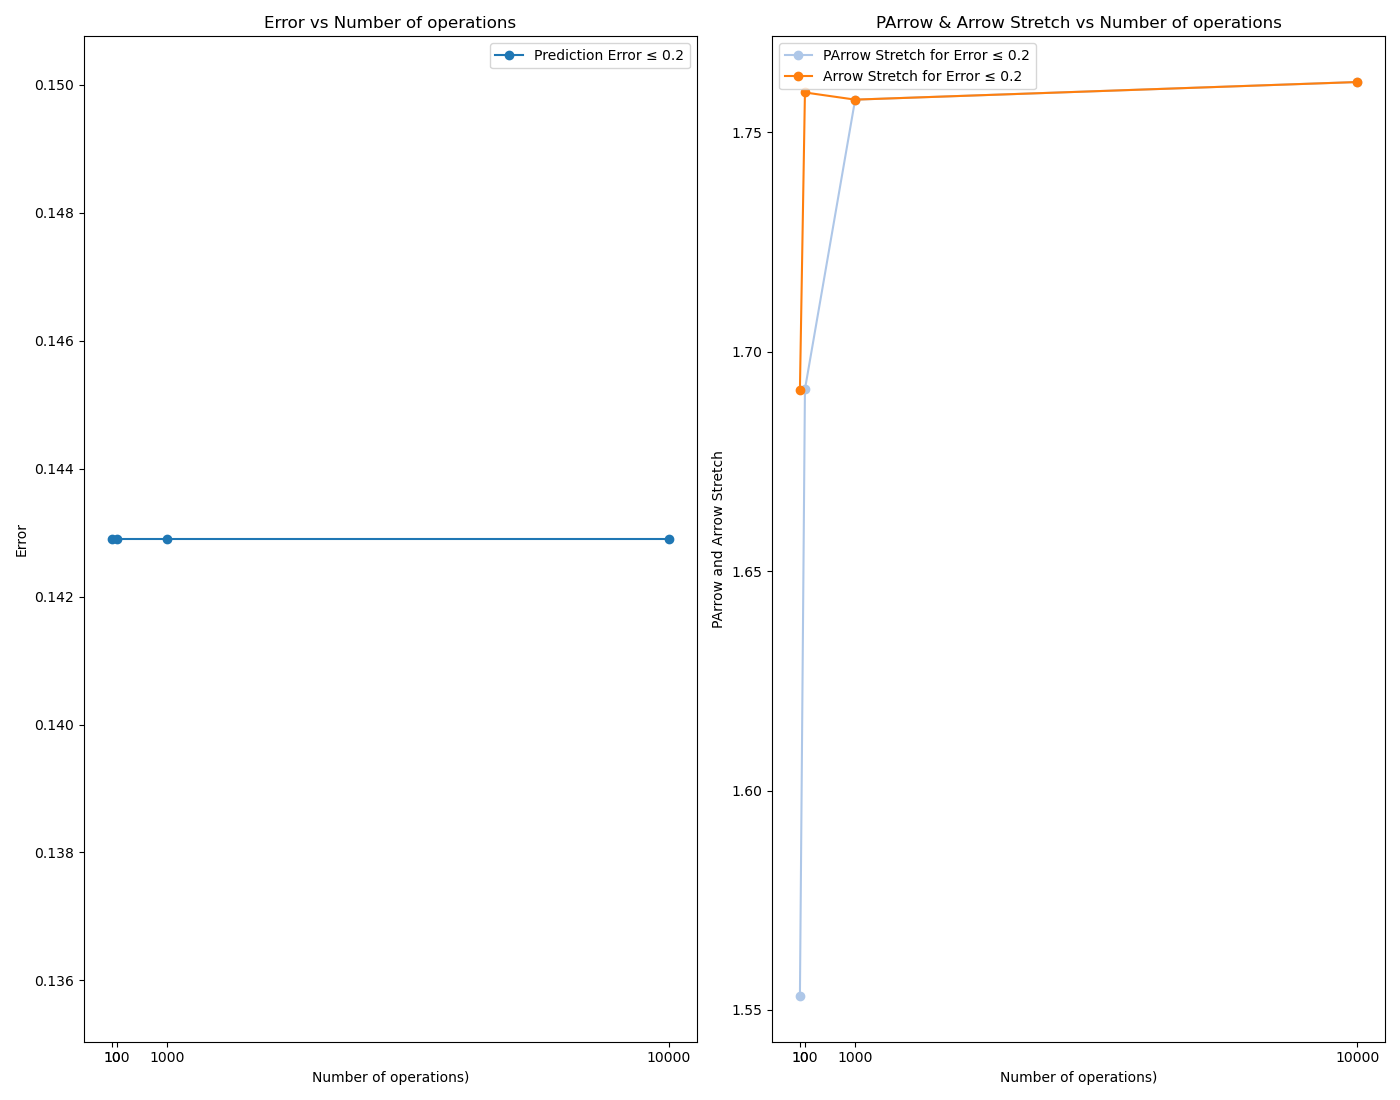 Error vs Number of operations
Prediction Error ≤ 0.2
0.150
0.148
0.146
0.144
0.142
0.140
0.138
0.136
Error
10
100
1000
10000
Number of operations)
PArrow & Arrow Stretch vs Number of operations
PArrow Stretch for Error ≤ 0.2
Arrow Stretch for Error ≤ 0.2
1.75
1.70
1.65
1.60
1.55
PArrow and Arrow Stretch
10
100
1000
10000
Number of operations)